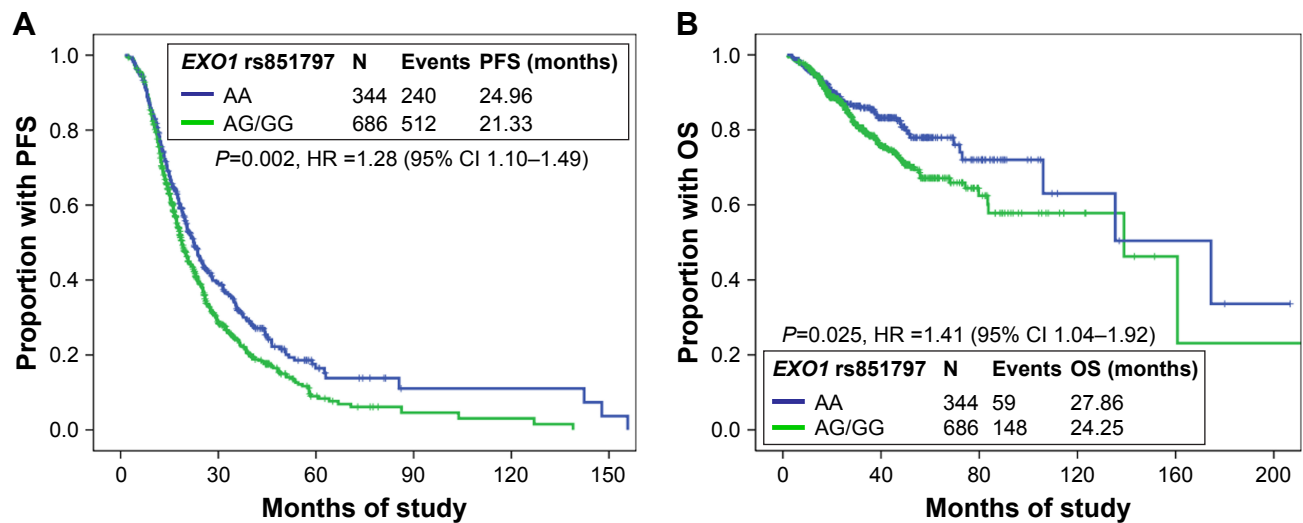 A
Proportion with PFS
1.0
0.8
0.6
0.4
0.2
0.0
EXO1 rs851797 N Events PFS (months)
AA 344 240 24.96
AG/GG 686 512 21.33
P=0.002, HR =1.28 (95% CI 1.10–1.49)
0 30 60 90 120 150
Months of study
B
Proportion with OS
1.0
0.8
0.6
0.4
0.2
0.0
P=0.025, HR =1.41 (95% CI 1.04–1.92)
EXO1 rs851797 N Events OS (months)
AA 344 59 27.86
AG/GG 686 148 24.25
0 40 80 120 160 200
Months of study